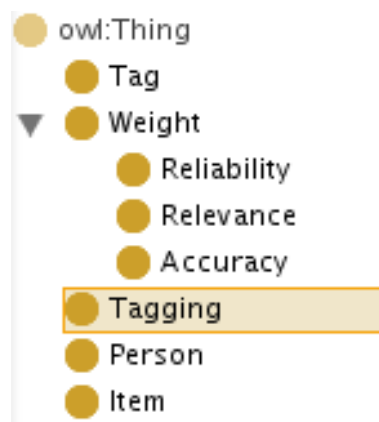 owl:Thing
Tag
Weight
Reliability
Relevance
Accuracy
Tagging
Person
Item